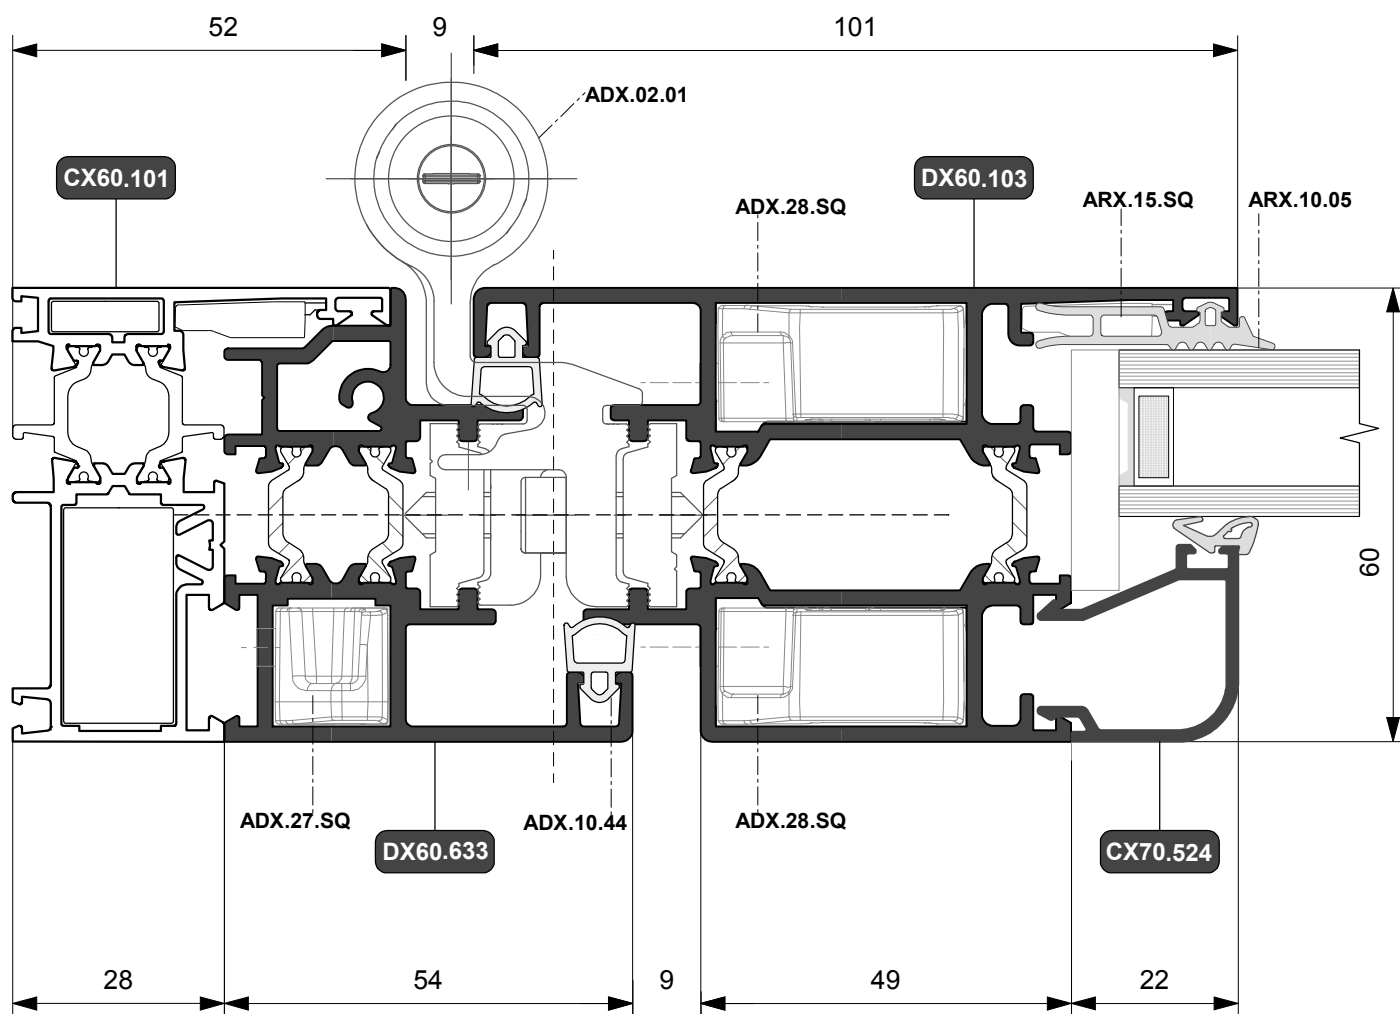 52
9
101
ADX.02.01
CX60.101
DX60.103
ADX.28.SQ
ARX.15.SQ
ARX.10.05
60
ADX.27.SQ
ADX.10.44
ADX.28.SQ
DX60.633
CX70.524
28
54
9
49
22